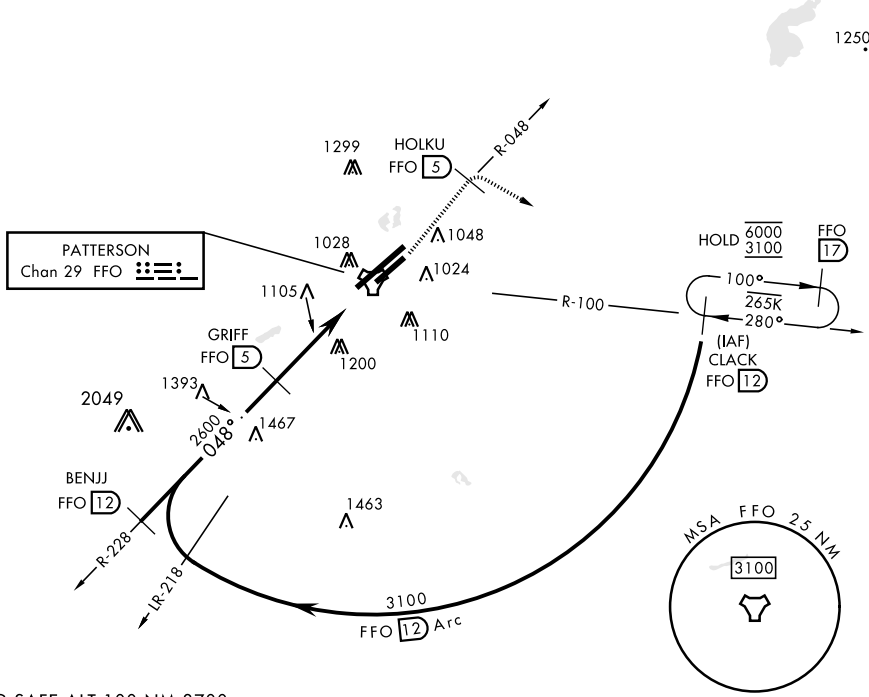 1250
HOLKU
FFO 5
R-048
1299
PATTERSON
Chan 29 FFO
1028
1048
1024
HOLD 6000
3100
FFO
17
100°
265K
280°
R-100
(IAF)
CLACK
FFO 12
1105
1110
GRIFF
FFO 5
1200
1393
2049
2600
048°
1467
BENJJ
FFO 12
1463
R-228
LR-218
3100
FFO 12 Arc
MSA FFO 25 NM
3100